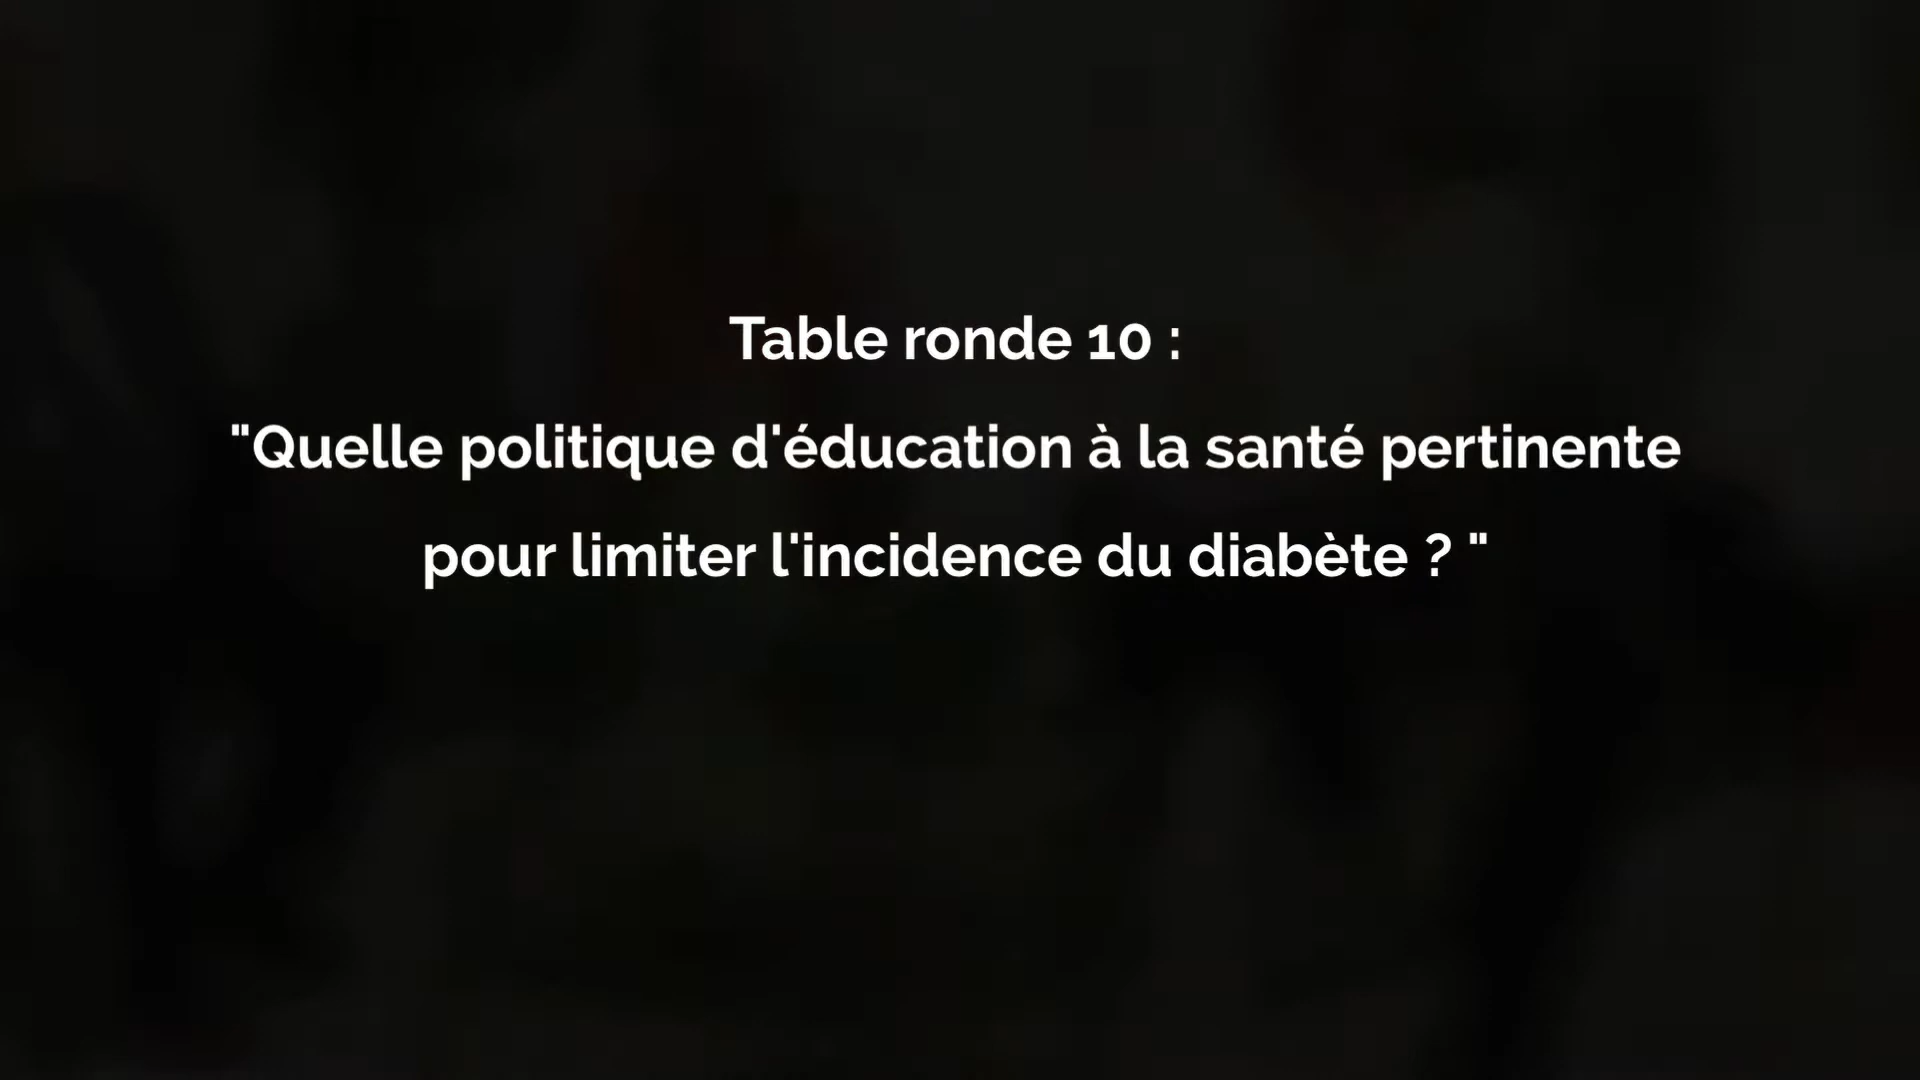 Table ronde 10 :
"Quelle politique d'éducation à la santé pertinente
pour limiter l'incidence du diabète ? "